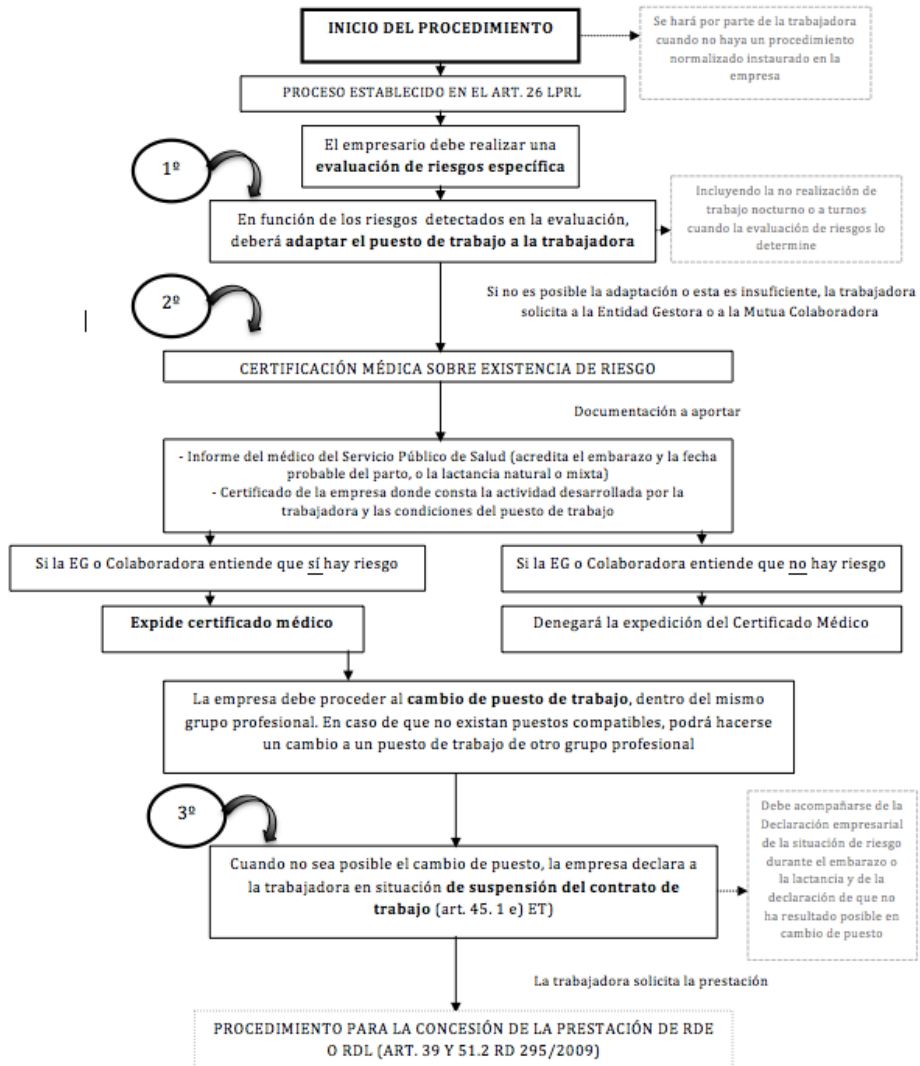 INICIO DEL PROCEDIMIENTO
Se hará por parte de la trabajadora
cuando no haya un procedimiento
normalizado instaurado en la
empresa
PROCESO ESTABLECIDO EN EL ART. 26 LPRL
El empresario debe realizar una
evaluación de riesgos específica
1º
En función de los riesgos detectados en la evaluación,
deberá adaptar el puesto de trabajo a la trabajadora
Incluyendo la no realización de
trabajo nocturno o a turnos
cuando la evaluación de riesgos lo
determine
2º
Si no es posible la adaptación o esta es insuficiente, la trabajadora
solicita a la Entidad Gestora o a la Mutua Colaboradora
CERTIFICACIÓN MÉDICA SOBRE EXISTENCIA DE RIESGO
Documentación a aportar
- Informe del médico del Servicio Público de Salud (acredita el embarazo y la fecha
probable del parto, o la lactancia natural o mixta)
- Certificado de la empresa donde consta la actividad desarrollada por la
trabajadora y las condiciones del puesto de trabajo
Si la EG o Colaboradora entiende que sí hay riesgo
Si la EG o Colaboradora entiende que no hay riesgo
Expide certificado médico
Denegará la expedición del Certificado Médico
La empresa debe proceder al cambio de puesto de trabajo, dentro del mismo
grupo profesional. En caso de que no existan puestos compatibles, podrá hacerse
un cambio a un puesto de trabajo de otro grupo profesional
3º
Cuando no sea posible el cambio de puesto, la empresa declara a
la trabajadora en situación de suspensión del contrato de
trabajo (art. 45. 1 e) ET)
Debe acompañarse de la
Declaración empresarial
de la situación de riesgo
durante el embarazo o
la lactancia y de la
declaración de que no
ha resultado posible en
cambio de puesto
La trabajadora solicita la prestación
PROCEDIMIENTO PARA LA CONCESIÓN DE LA PRESTACIÓN DE RDE
O RDL (ART. 39 Y 51.2 RD 295/2009)